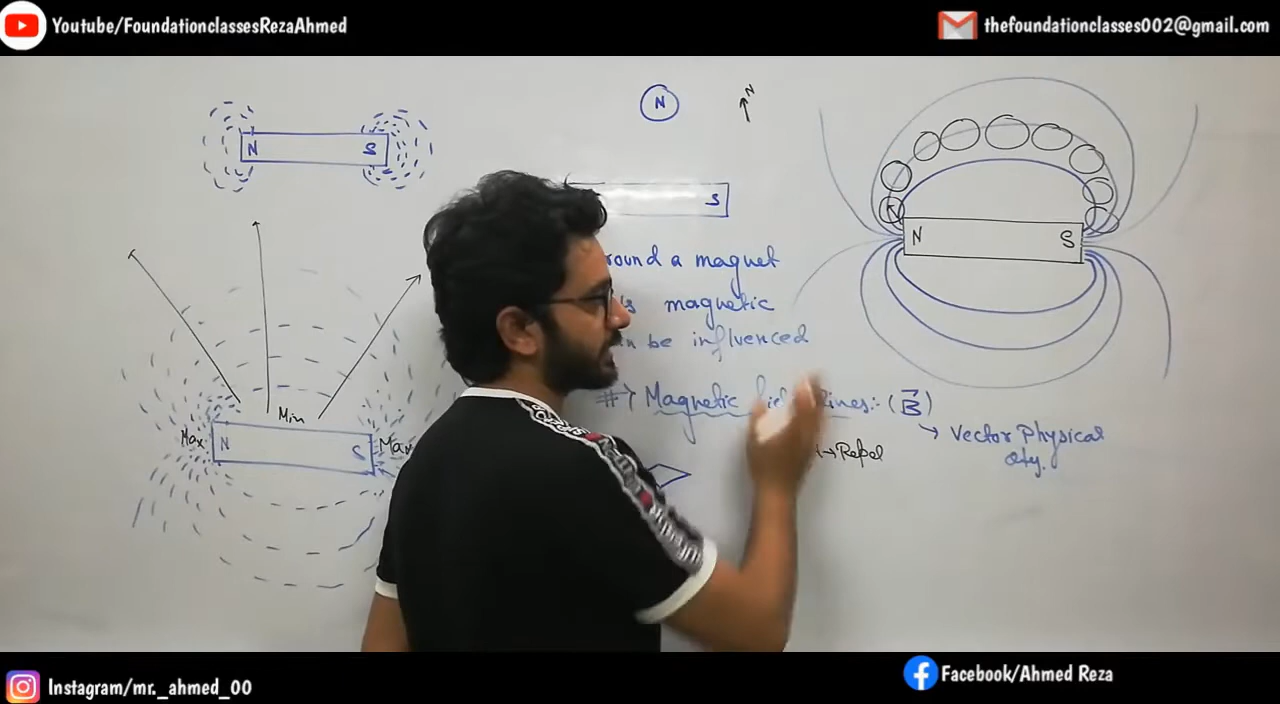 Youtube/FoundationclassesRezaAhmed
thefoundationclasses002@gmail.com
N S
N
N
S
N S
round a magnet
's magnetic
be influenced
Magnetic lines:- (B⃗)
→ Vector Physical
Qty.
→ Repel
Min
Max N S Max
Instagram/mr._ahmed_00
Facebook/Ahmed Reza